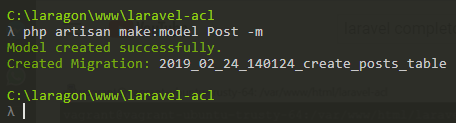 C:\laragon\www\laravel-acl
λ php artisan make:model Post -m
Model created successfully.
Created Migration: 2019_02_24_140124_create_posts_table
C:\laragon\www\laravel-acl
λ